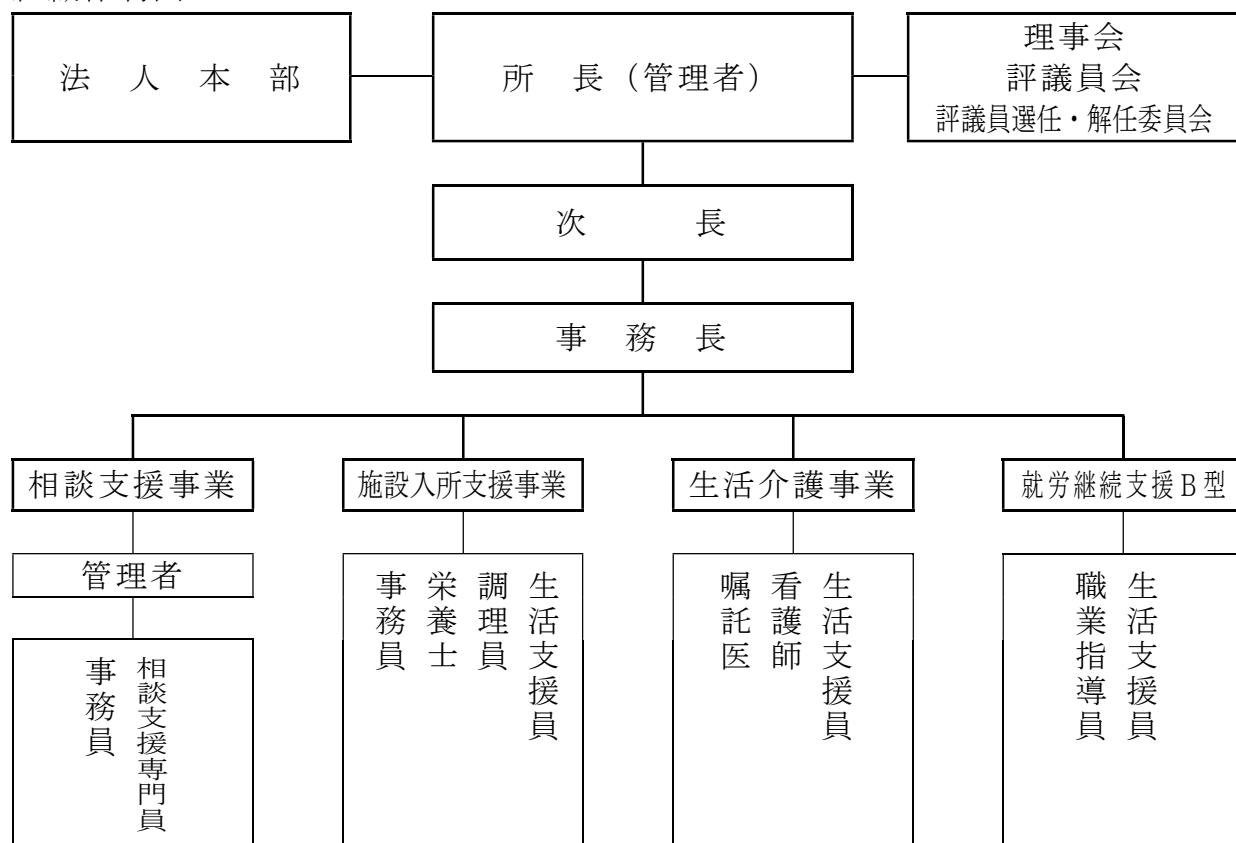 法人本部
所長（管理者）
理事会
評議員会
評議員選任・解任委員会
次長
事務長
相談支援事業
施設入所支援事業
生活介護事業
就労継続支援Ｂ型
管理者
相談支援専門員
事務員
生活支援員
調理員
栄養士
事務員
生活支援員
看護師
嘱託医
生活支援員
職業指導員